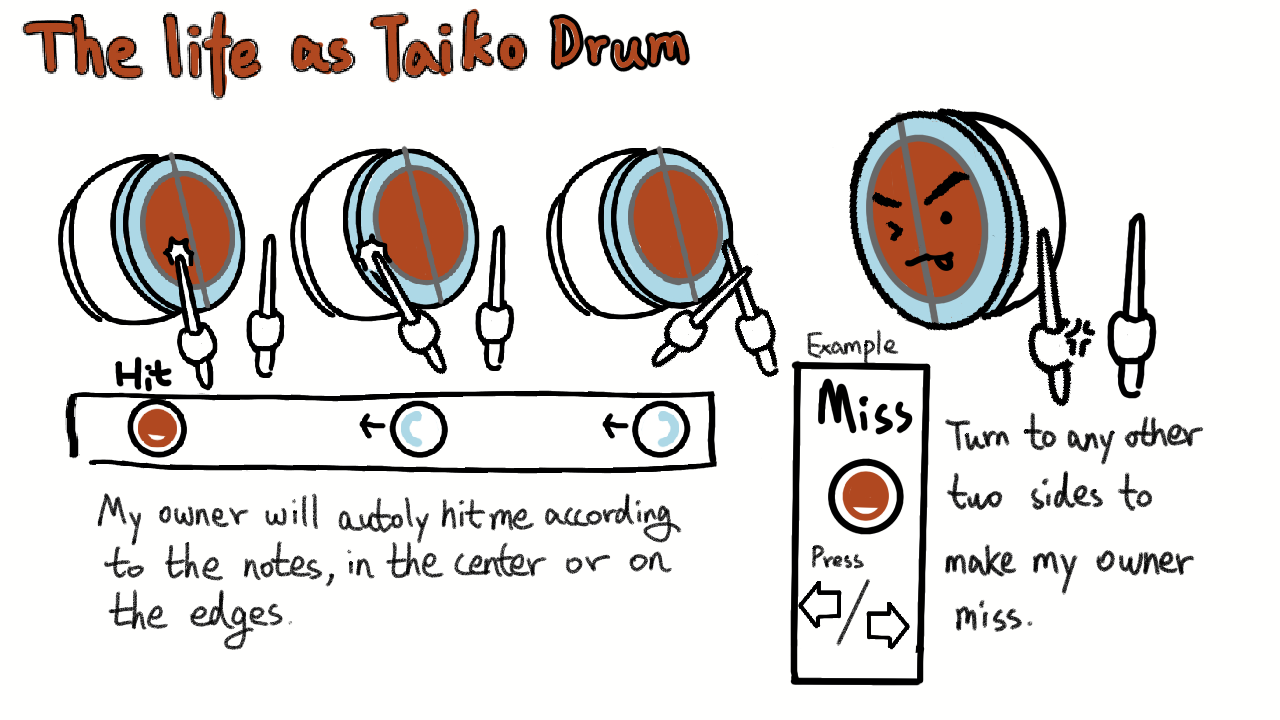 The life as Taiko Drum
Hit
My owner will autoly hit me according
to the notes, in the center or on
the edges.
Example
Miss
Press
Turn to any other
two sides to
make my owner
miss.